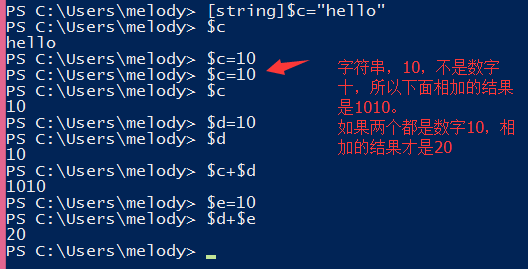 PS C:\Users\melody> [string]$c="hello"
PS C:\Users\melody> $c
hello
PS C:\Users\melody> $c=10
PS C:\Users\melody> $c=10
PS C:\Users\melody> $c
10
PS C:\Users\melody> $d=10
PS C:\Users\melody> $d
10
PS C:\Users\melody> $c+$d
1010
PS C:\Users\melody> $e=10
PS C:\Users\melody> $d+$e
20
PS C:\Users\melody>
字符串，10，不是数字
十，所以下面相加的结果
是1010。
如果两个都是数字10，相
加的结果才是20